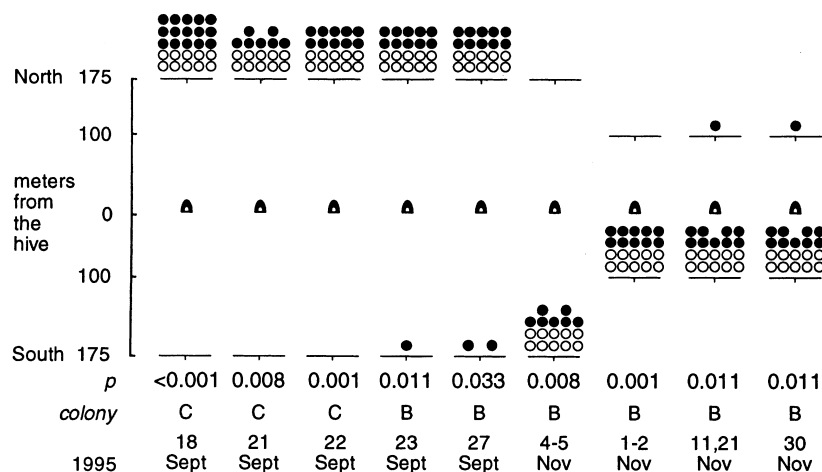 North 175
100
meters
from
the
hive
0
100
South 175
p <0.001 0.008 0.001 0.011 0.033 0.008 0.001 0.011 0.011
colony C C C B B B B B B
18 21 22 23 27 4-5 1-2 11,21 30
1995 Sept Sept Sept Sept Sept Nov Nov Nov Nov